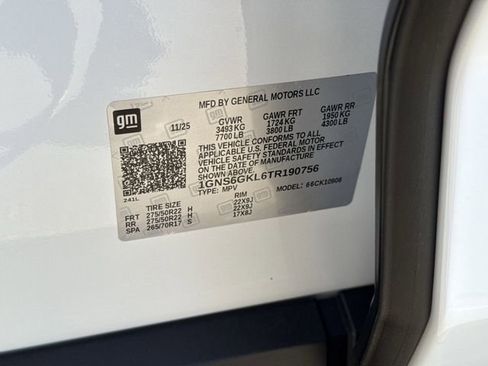 MFD BY GENERAL MOTORS LLC
gm
11/25
GVWR GAWR FRT GAWR RR
3493 KG 1724 KG 1950 KG
7700 LB 3800 LB 4300 LB
THIS VEHICLE CONFORMS TO ALL
APPLICABLE U.S. FEDERAL MOTOR
VEHICLE SAFETY STANDARDS IN EFFECT
ON THE DATE OF MANUFACTURE
SHOWN ABOVE.
1GNS6GKL6TR190756
TYPE: MPV MODEL: 66CK10906
241L
TIRE SIZE RIM
FRT 275/50R22 H 22X9J
RR 275/50R22 H 22X9J
SPA 265/70R17 S 17X8J